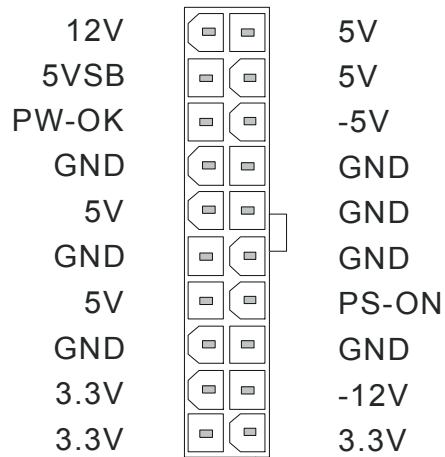 12V 5V
5VSB 5V
PW-OK -5V
GND GND
5V GND
GND GND
5V PS-ON
GND GND
3.3V -12V
3.3V 3.3V